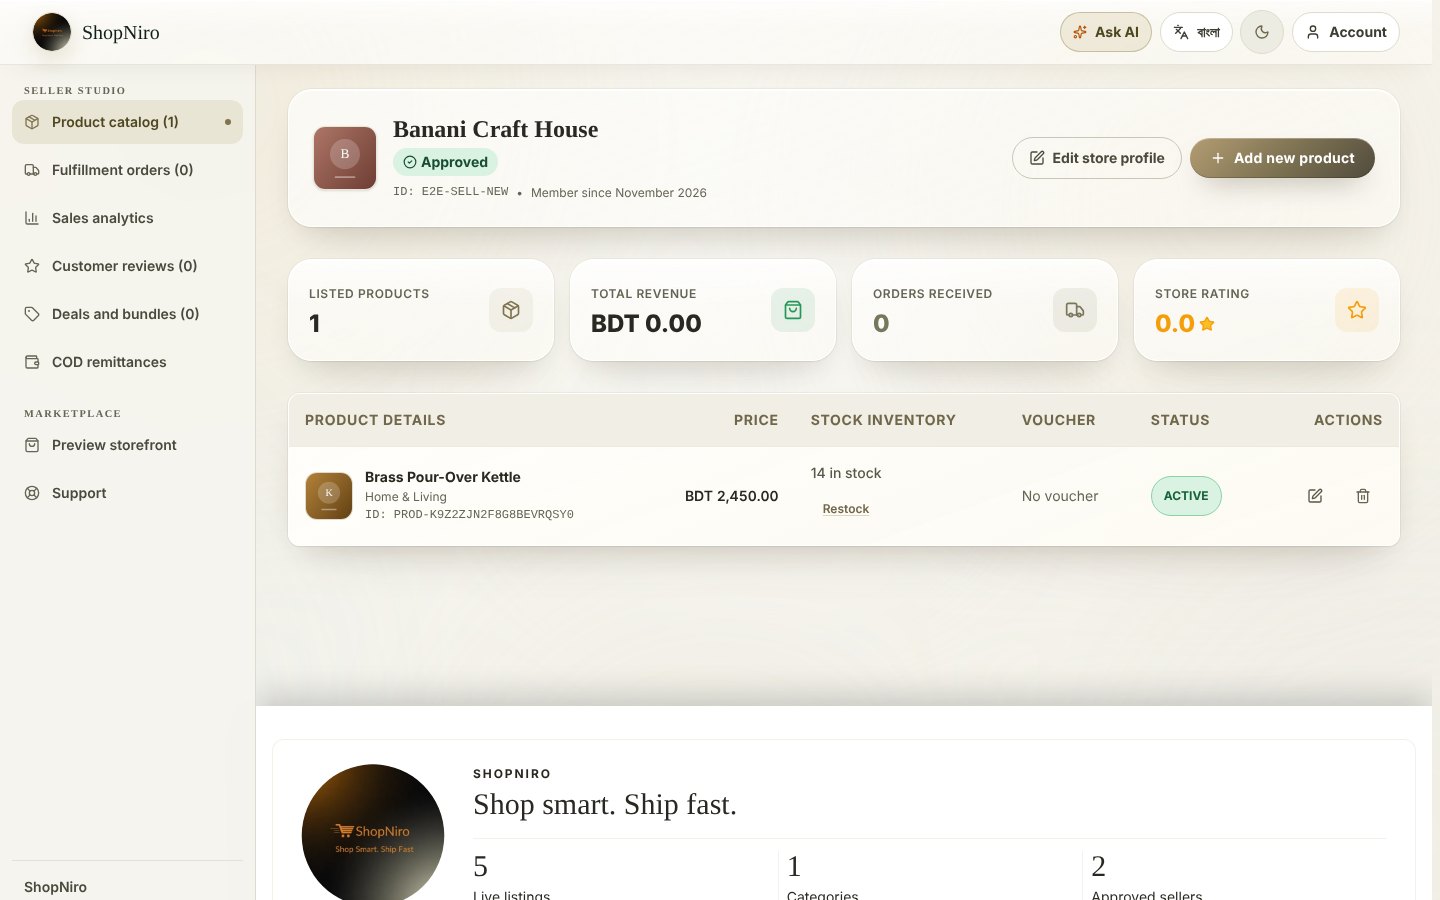 ShopNiro
Ask AI
বাংলা
Account
SELLER STUDIO
Product catalog (1)
Fulfillment orders (0)
Sales analytics
Customer reviews (0)
Deals and bundles (0)
COD remittances
MARKETPLACE
Preview storefront
Support
ShopNiro
B
Banani Craft House
Approved
ID: E2E-SELL-NEW • Member since November 2026
Edit store profile
Add new product
LISTED PRODUCTS
1
TOTAL REVENUE
BDT 0.00
ORDERS RECEIVED
0
STORE RATING
0.0
PRODUCT DETAILS PRICE STOCK INVENTORY VOUCHER STATUS ACTIONS
K
Brass Pour-Over Kettle
Home & Living
ID: PROD-K9Z2ZJN2F8G8BEVRQSY0
BDT 2,450.00
14 in stock
Restock
No voucher
ACTIVE
ShopNiro
Shop Smart. Ship Fast
SHOPNIRO
Shop smart. Ship fast.
5
Live listings
1
Categories
2
Approved sellers